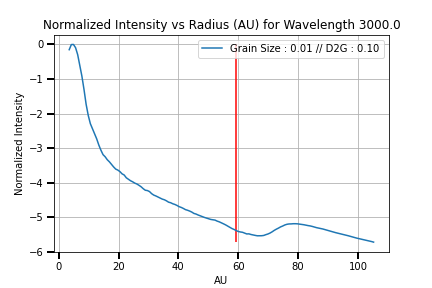 Normalized Intensity vs Radius (AU) for Wavelength 3000.0
Grain Size : 0.01 // D2G : 0.10
Normalized Intensity
0
−1
−2
−3
−4
−5
−6
0 20 40 60 80 100
AU